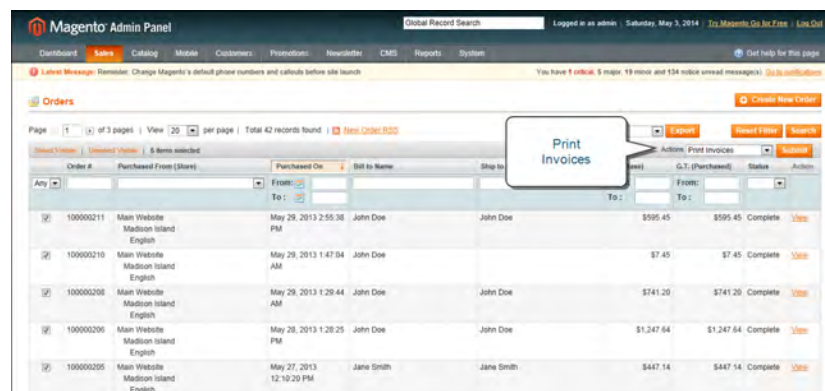 Magento Admin Panel
Global Record Search
Logged in as admin | Saturday, May 3, 2014 | Try Magento Go for Free | Log Out
Dashboard Sales Catalog Mobile Customers Promotions Newsletter CMS Reports System
Get help for this page
Latest Message: Reminder: Change Magento's default phone numbers and callouts before site launch
You have 1 critical, 5 major, 19 minor and 134 notice unread message(s). Go to notifications
Orders
Create New Order
Page 1 of 3 pages | View 20 per page | Total 42 records found | New Order RSS
Export
Reset Filter
Search
Print
Invoices
Select Visible | Unselect Visible | 5 items selected
Actions Print Invoices
Submit
Order # Purchased From (Store) Purchased On Bill to Name Ship to G.T. (Purchased) Status Action
Any From: From:
To : To : To :
100000211 Main Website May 29, 2013 2:55:38 John Doe John Doe $595.45 $595.45 Complete View
Madison Island PM
English
100000210 Main Website May 29, 2013 1:47:04 John Doe $7.45 $7.45 Complete View
Madison Island AM
English
100000208 Main Website May 29, 2013 1:29:44 John Doe John Doe $741.20 $741.20 Complete View
Madison Island AM
English
100000206 Main Website May 28, 2013 1:28:25 John Doe John Doe $1,247.64 $1,247.64 Complete View
Madison Island PM
English
100000205 Main Website May 27, 2013 Jane Smith Jane Smith $447.14 $447.14 Complete View
Madison Island 12:10:20 PM
English